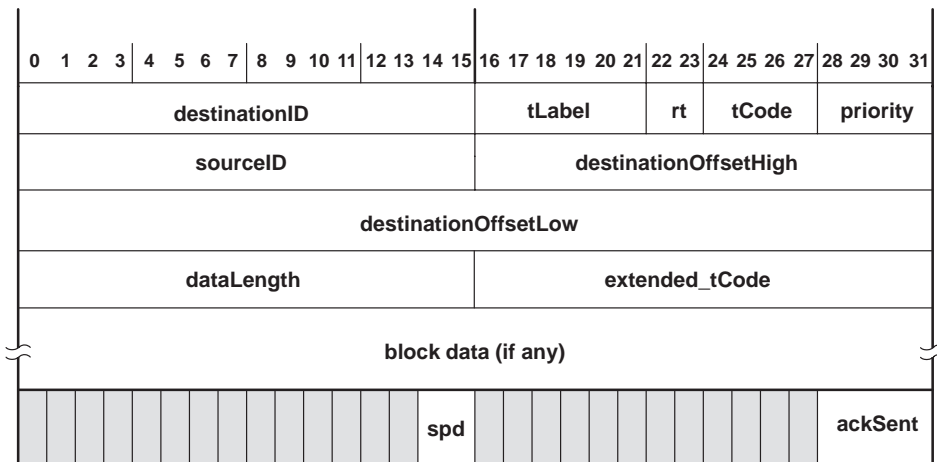 0 1 2 3 4 5 6 7 8 9 10 11 12 13 14 15 16 17 18 19 20 21 22 23 24 25 26 27 28 29 30 31
destinationID tLabel rt tCode priority
sourceID destinationOffsetHigh
destinationOffsetLow
dataLength extended_tCode
block data (if any)
spd ackSent